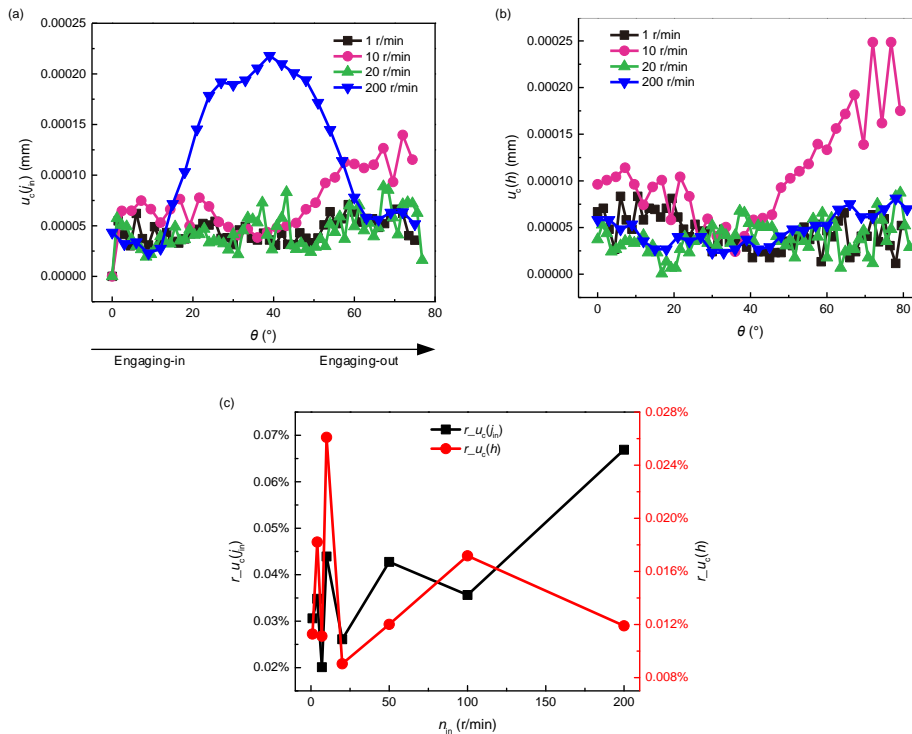 (a)
0.00025
0.00020
0.00015
0.00010
0.00005
0.00000
u_c(j_in) (mm)
1 r/min
10 r/min
20 r/min
200 r/min
0 20 40 60 80
θ (°)
Engaging-in Engaging-out
(b)
0.00025
0.00020
0.00015
0.00010
0.00005
0.00000
u_c(h) (mm)
1 r/min
10 r/min
20 r/min
200 r/min
0 20 40 60 80
θ (°)
(c)
0.07%
0.06%
0.05%
0.04%
0.03%
0.02%
r_u_c(j_in)
r_u_c(j_in)
r_u_c(h)
0.028%
0.024%
0.020%
0.016%
0.012%
0.008%
r_u_c(h)
0 50 100 150 200
n_in (r/min)